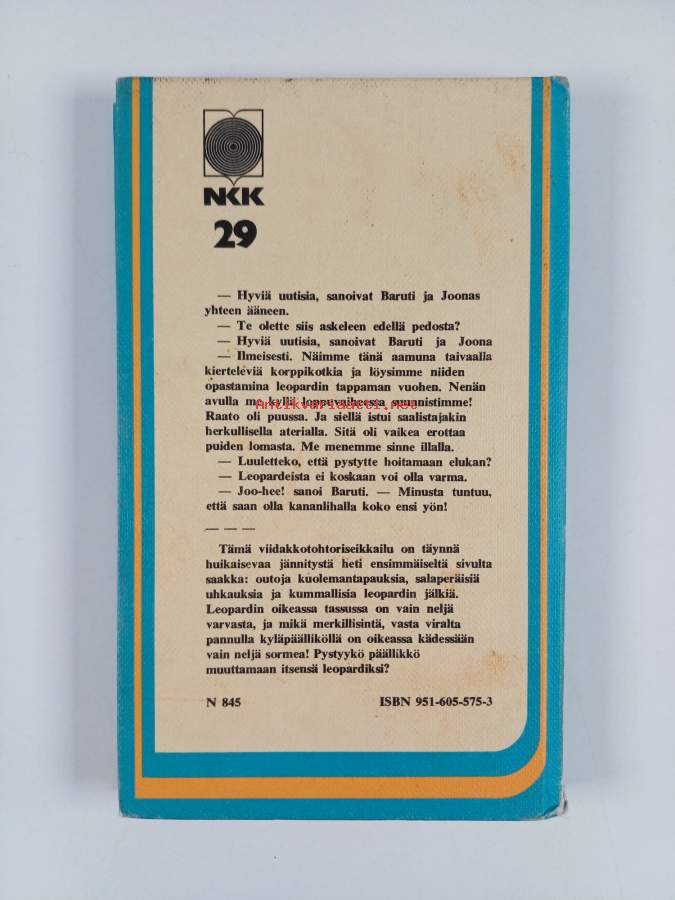 NKK
29
— Hyviä uutisia, sanoivat Baruti ja Joonas
yhteen ääneen.
— Te olette siis askeleen edellä pedosta?
— Hyviä uutisia, sanoivat Baruti ja Joona
— Ilmeisesti. Näimme tänä aamuna taivaalla
kierteleviä korppikotkia ja löysimme niiden
opastamina leopardin tappaman vuohen. Nenän
avulla me kyllä loppuvaiheesta suunnistimme!
Antikvariaatti.net
Raato oli puussa. Ja siellä istui saalistajakin
herkullisella aterialla. Sitä oli vaikea erottaa
puiden lomasta. Me menemme sinne illalla.
— Luuletteko, että pystytte hoitamaan elukan?
— Leopardeista ei koskaan voi olla varma.
— Joo-hee! sanoi Baruti. — Minusta tuntuu,
että saan olla kananlihalla koko ensi yön!
— — —
Tämä viidakkotohtoriseikkailu on täynnä
huikaisevaa jännitystä heti ensimmäiseltä sivulta
saakka: outoja kuolemantapauksia, salaperäisiä
uhkauksia ja kummallisia leopardin jälkiä.
Leopardin oikeassa tassussa on vain neljä
varvasta, ja mikä merkillisintä, vasta viralta
pannulla kyläpäälliköllä on oikeassa kädessään
vain neljä sormea! Pystyykö päällikkö
muuttamaan itsensä leopardiksi?
N 845 ISBN 951-605-575-3